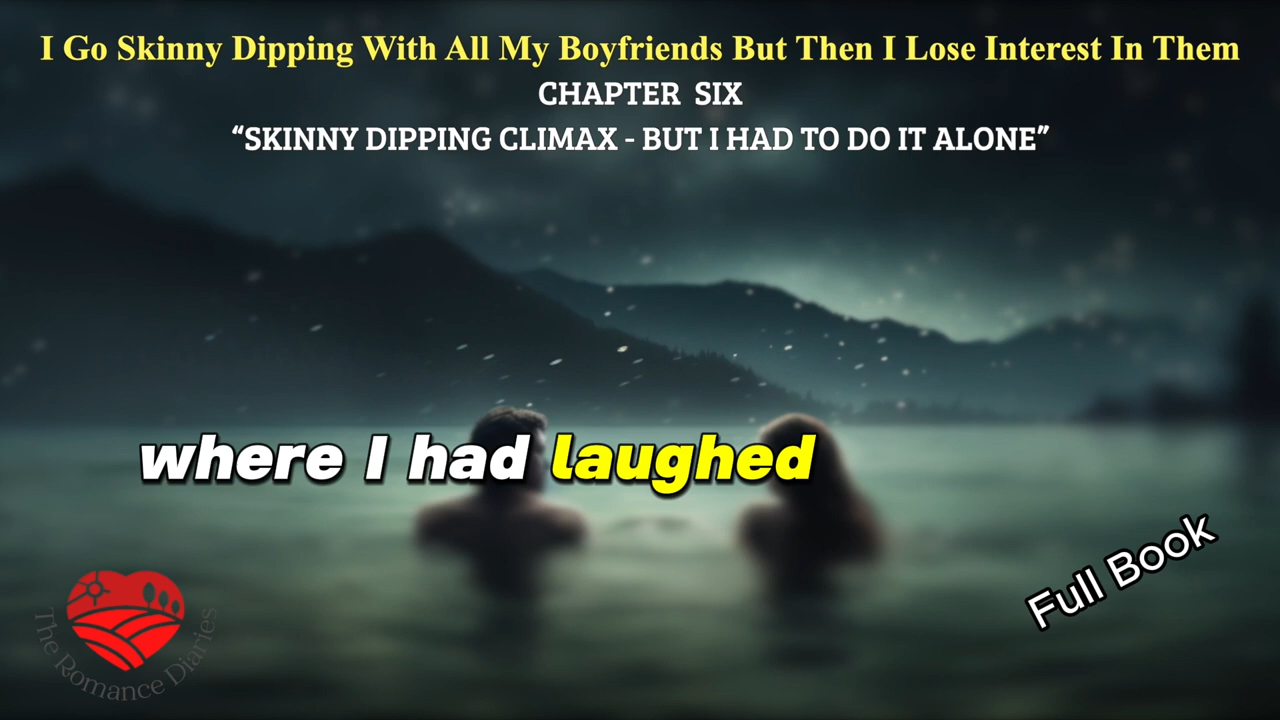 I Go Skinny Dipping With All My Boyfriends But Then I Lose Interest In Them
CHAPTER SIX
“SKINNY DIPPING CLIMAX - BUT I HAD TO DO IT ALONE”
where I had laughed
Full Book
The Romance Diaries